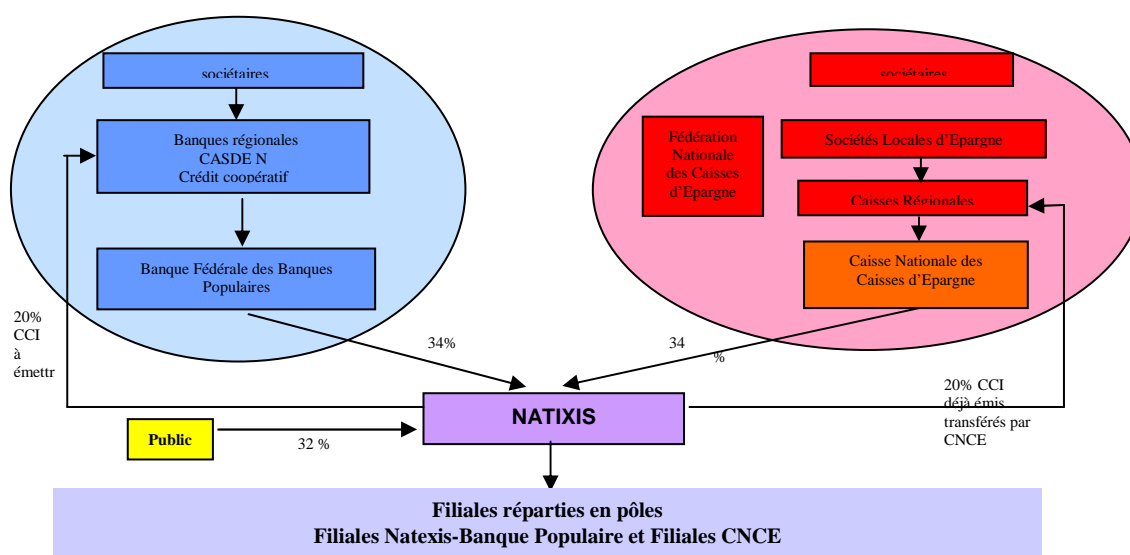 sociétaires
Banques régionales
CASDE N
Crédit coopératif
Banque Fédérale des Banques
Populaires
20%
CCI
à
émettr
34%
sociétaires
Fédération
Nationale
des Caisses
d'Epargne
Sociétés Locales d'Epargne
Caisses Régionales
Caisse Nationale des
Caisses d'Epargne
34
%
20% CCI
déjà émis
transférés par
CNCE
NATIXIS
Public
32 %
Filiales réparties en pôles
Filiales Natexis-Banque Populaire et Filiales CNCE